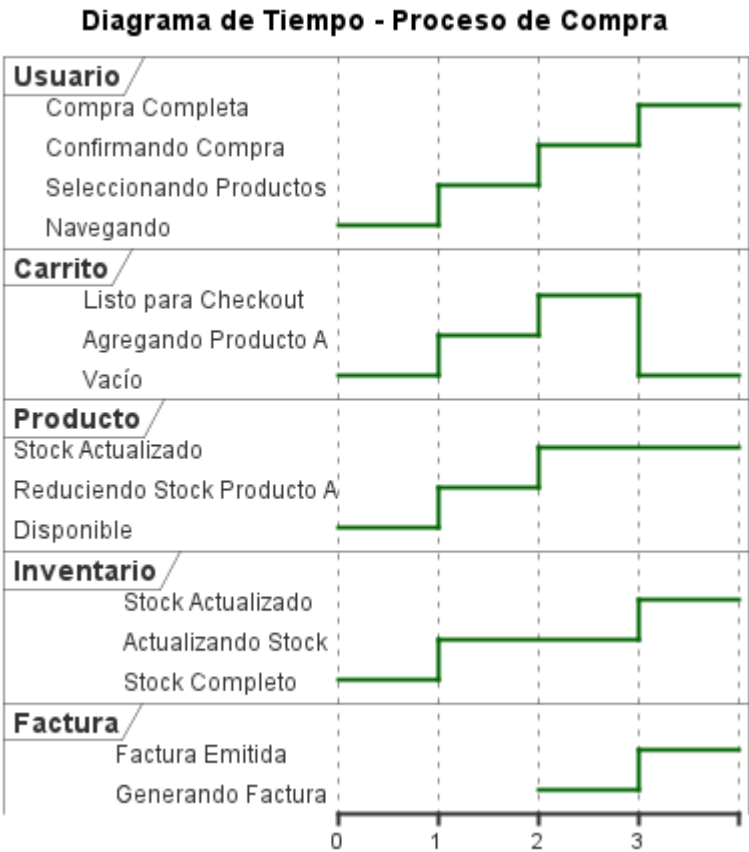 Diagrama de Tiempo - Proceso de Compra
Usuario
Compra Completa
Confirmando Compra
Seleccionando Productos
Navegando
Carrito
Listo para Checkout
Agregando Producto A
Vacío
Producto
Stock Actualizado
Reduciendo Stock Producto A
Disponible
Inventario
Stock Actualizado
Actualizando Stock
Stock Completo
Factura
Factura Emitida
Generando Factura
0 1 2 3